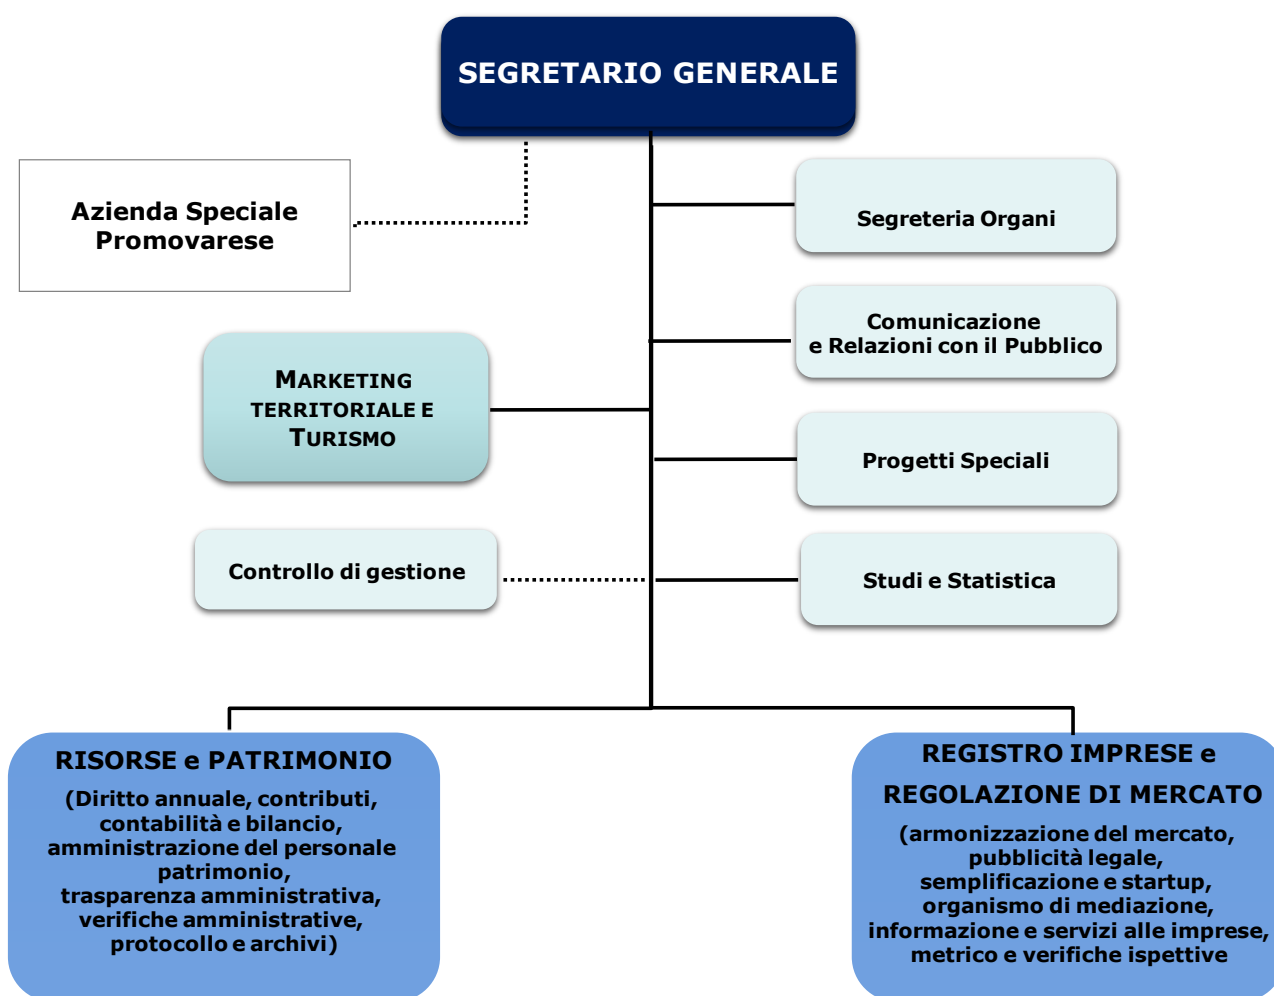 SEGRETARIO GENERALE
Azienda Speciale
Promovarese
Segreteria Organi
Comunicazione
e Relazioni con il Pubblico
MARKETING
TERRITORIALE E
TURISMO
Progetti Speciali
Controllo di gestione
Studi e Statistica
RISORSE e PATRIMONIO
(Diritto annuale, contributi,
contabilità e bilancio,
amministrazione del personale
patrimonio,
trasparenza amministrativa,
verifiche amministrative,
protocollo e archivi)
REGISTRO IMPRESE e
REGOLAZIONE DI MERCATO
(armonizzazione del mercato,
pubblicità legale,
semplificazione e startup,
organismo di mediazione,
informazione e servizi alle imprese,
metrico e verifiche ispettive